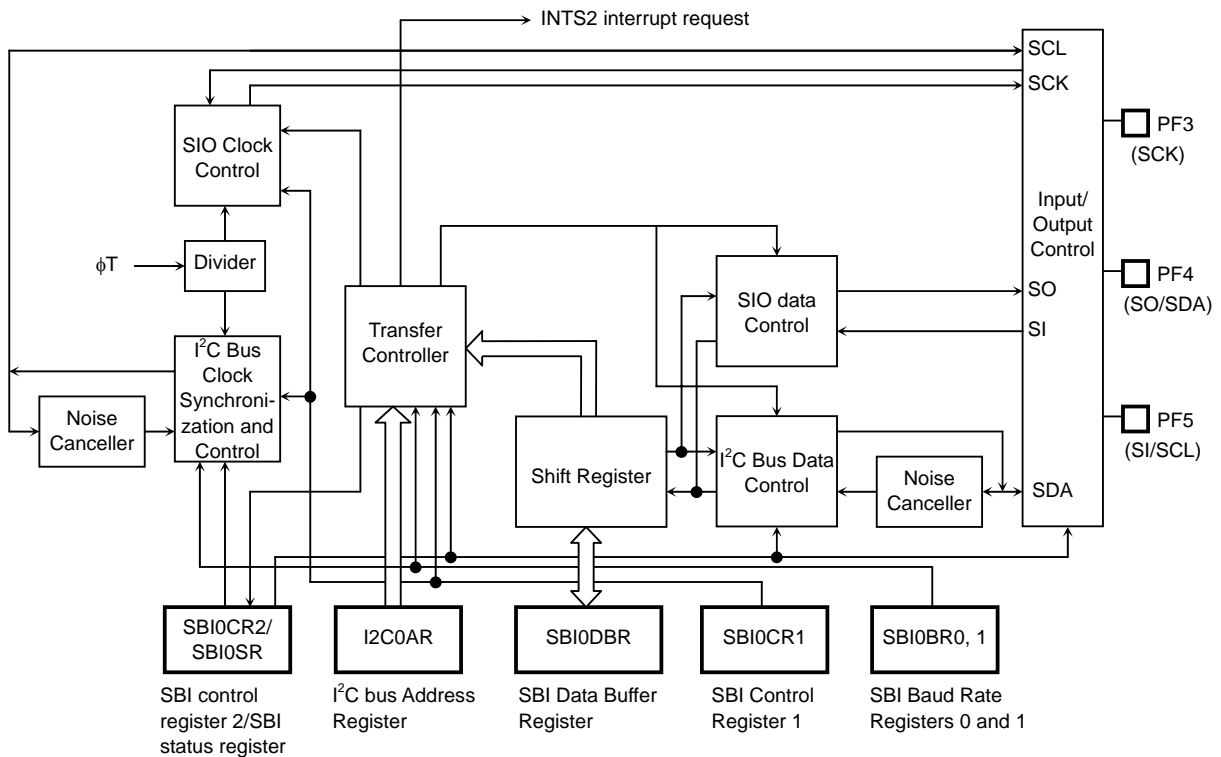 INTS2 interrupt request
SCL
SCK
PF3
(SCK)
SIO Clock
Control
Input/
Output
Control
φT
Divider
SIO data
Control
SO
SI
PF4
(SO/SDA)
Transfer
Controller
I²C Bus
Clock
Synchroni-
zation and
Control
Noise
Canceller
Shift Register
I²C Bus Data
Control
Noise
Canceller
SDA
PF5
(SI/SCL)
SBI0CR2/
SBI0SR
I2C0AR
SBI0DBR
SBI0CR1
SBI0BR0, 1
SBI control
register 2/SBI
status register
I²C bus Address
Register
SBI Data Buffer
Register
SBI Control
Register 1
SBI Baud Rate
Registers 0 and 1